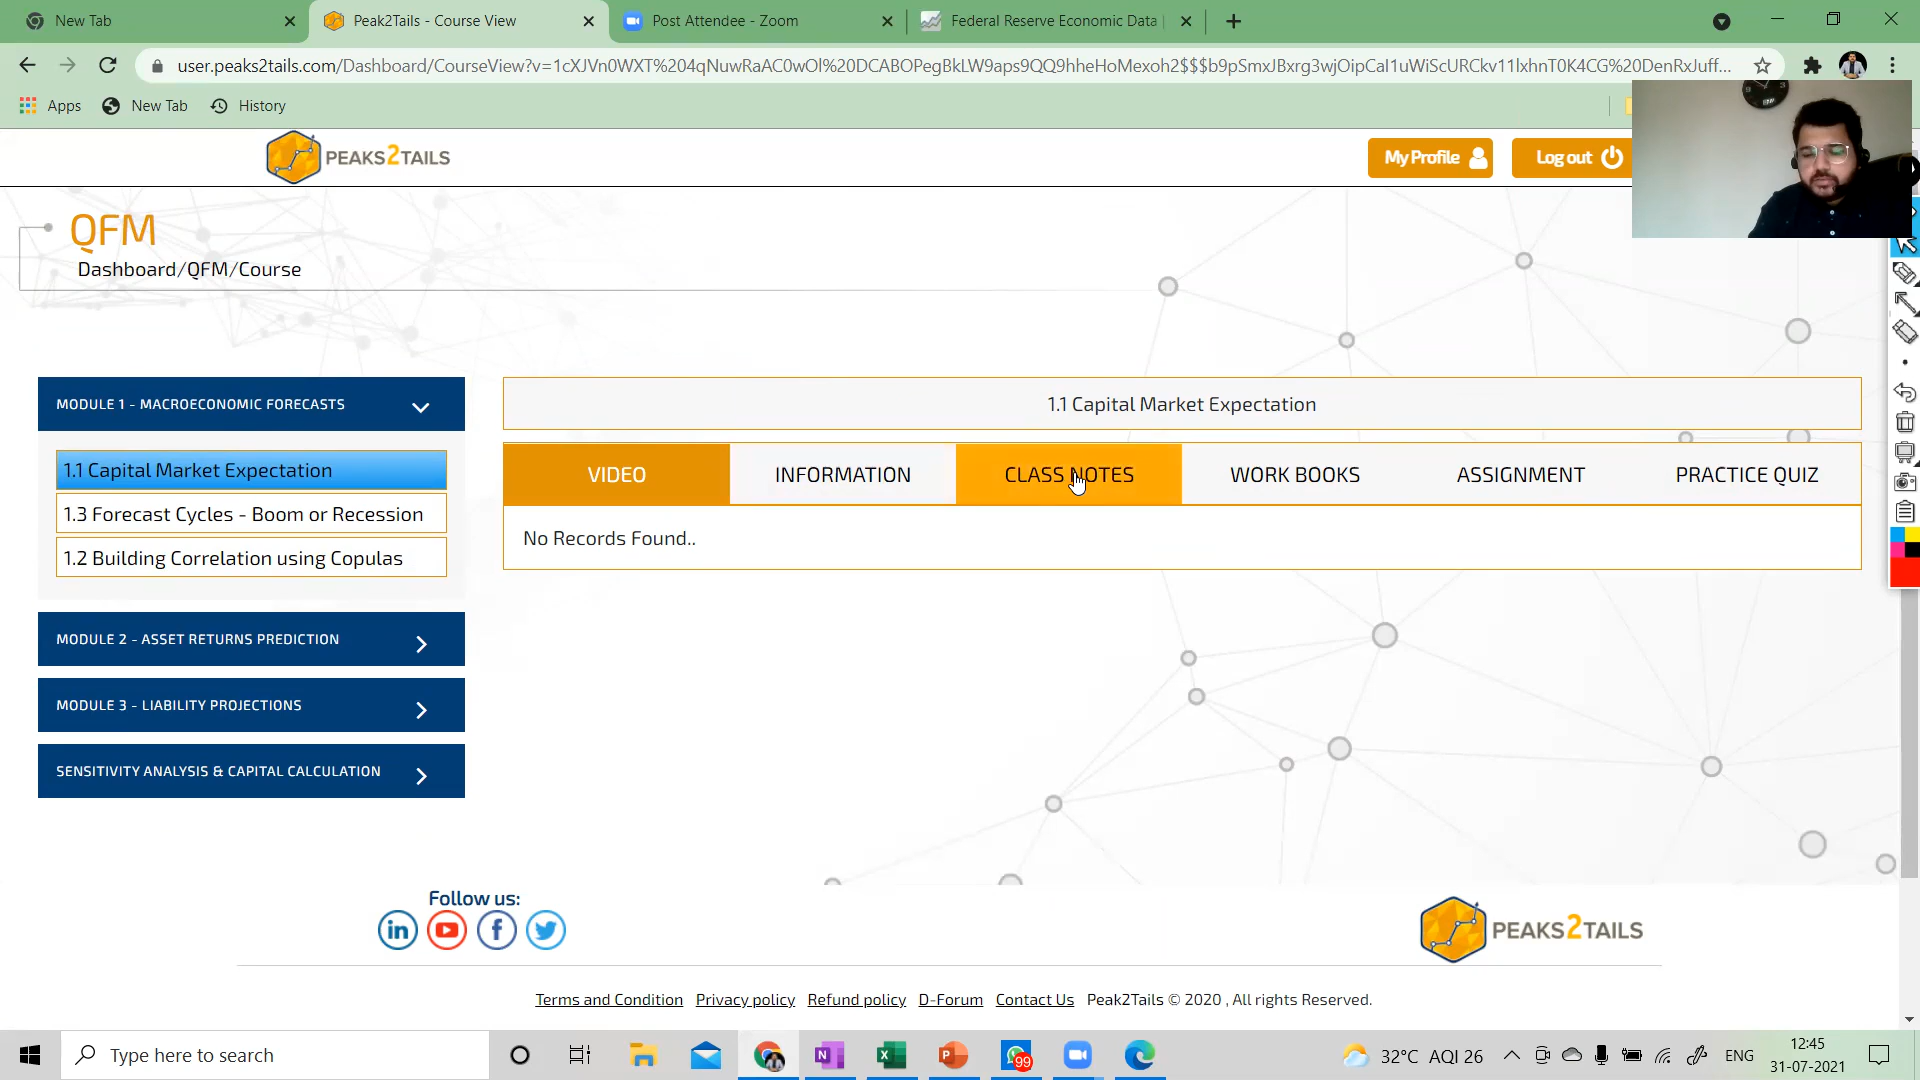 New Tab
Peak2Tails - Course View
Post Attendee - Zoom
Federal Reserve Economic Data
user.peaks2tails.com/Dashboard/CourseView?v=1cXJVn0WXT%204qNuwRaAC0wOl%20DCABOPegBkLW9aps9QQ9hheHoMexoh2$$$b9pSmxJBxrg3wjOipCaI1uWiScURCkv11lxhnT0K4CG%20DenRxJuff...
Apps
New Tab
History
PEAKS2TAILS
My Profile
Log out
QFM
Dashboard/QFM/Course
MODULE 1 - MACROECONOMIC FORECASTS
1.1 Capital Market Expectation
1.3 Forecast Cycles - Boom or Recession
1.2 Building Correlation using Copulas
MODULE 2 - ASSET RETURNS PREDICTION
MODULE 3 - LIABILITY PROJECTIONS
SENSITIVITY ANALYSIS & CAPITAL CALCULATION
1.1 Capital Market Expectation
VIDEO
INFORMATION
CLASS NOTES
WORK BOOKS
ASSIGNMENT
PRACTICE QUIZ
No Records Found..
Follow us:
PEAKS2TAILS
Terms and Condition Privacy policy Refund policy D-Forum Contact Us Peak2Tails © 2020 , All rights Reserved.
Type here to search
99
32°C AQI 26
ENG
12:45
31-07-2021